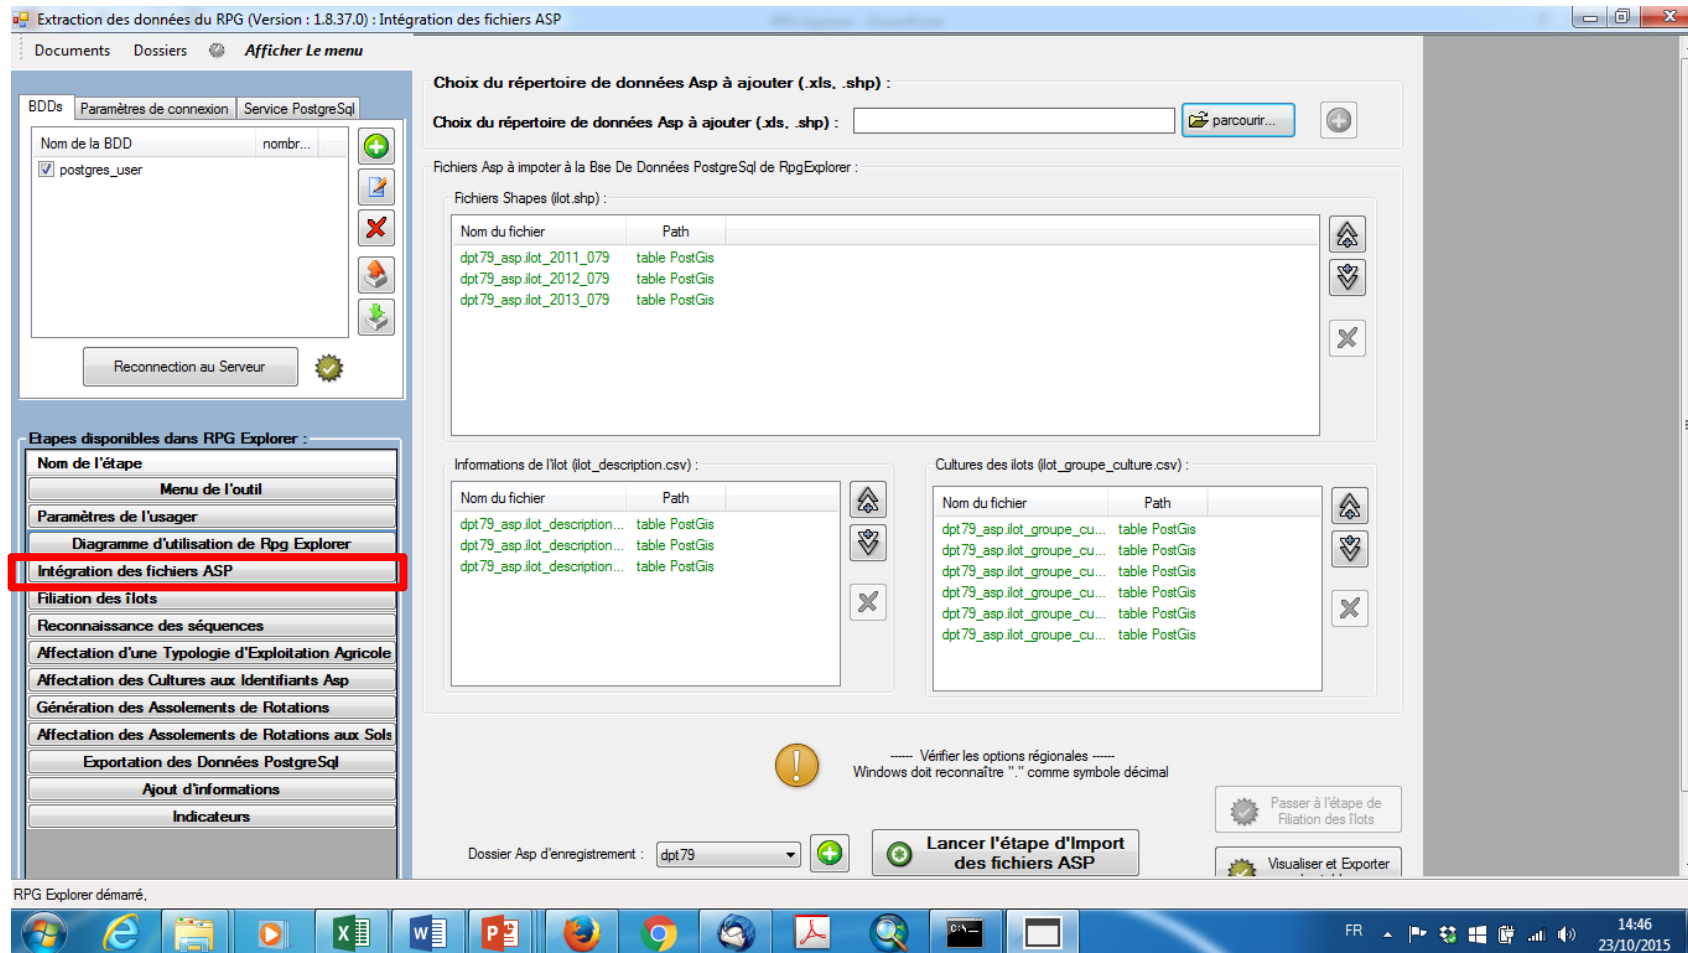 Extraction des données du RPG (Version : 1.8.37.0) : Intégration des fichiers ASP
Documents Dossiers Afficher Le menu
BDDs Paramètres de connexion Service PostgreSql
Nom de la BDD nombr...
postgres_user
Reconnection au Serveur
Etapes disponibles dans RPG Explorer :
Nom de l'étape
Menu de l'outil
Paramètres de l'usager
Diagramme d'utilisation de Rpg Explorer
Intégration des fichiers ASP
Filiation des îlots
Reconnaissance des séquences
Affectation d'une Typologie d'Exploitation Agricole
Affectation des Cultures aux Identifiants Asp
Génération des Assolements de Rotations
Affectation des Assolements de Rotations aux Sols
Exportation des Données PostgreSql
Ajout d'informations
Indicateurs
Choix du répertoire de données Asp à ajouter (.xls, .shp) :
Choix du répertoire de données Asp à ajouter (.xls, .shp) : parcourir...
Fichiers Asp à impoter à la Bse De Données PostgreSql de RpgExplorer :
Fichiers Shapes (ilot.shp) :
Nom du fichier Path
dpt79_asp.ilot_2011_079 table PostGis
dpt79_asp.ilot_2012_079 table PostGis
dpt79_asp.ilot_2013_079 table PostGis
Informations de l'îlot (ilot_description.csv) :
Nom du fichier Path
dpt79_asp.ilot_description... table PostGis
dpt79_asp.ilot_description... table PostGis
dpt79_asp.ilot_description... table PostGis
Cultures des ilots (ilot_groupe_culture.csv) :
Nom du fichier Path
dpt79_asp.ilot_groupe_cu... table PostGis
dpt79_asp.ilot_groupe_cu... table PostGis
dpt79_asp.ilot_groupe_cu... table PostGis
dpt79_asp.ilot_groupe_cu... table PostGis
dpt79_asp.ilot_groupe_cu... table PostGis
dpt79_asp.ilot_groupe_cu... table PostGis
------ Vérifier les options régionales ------
Windows doit reconnaître "." comme symbole décimal
Passer à l'étape de
Filiation des îlots
Dossier Asp d'enregistrement : dpt79
Lancer l'étape d'Import
des fichiers ASP
Visualiser et Exporter
RPG Explorer démarré,
FR
14:46
23/10/2015